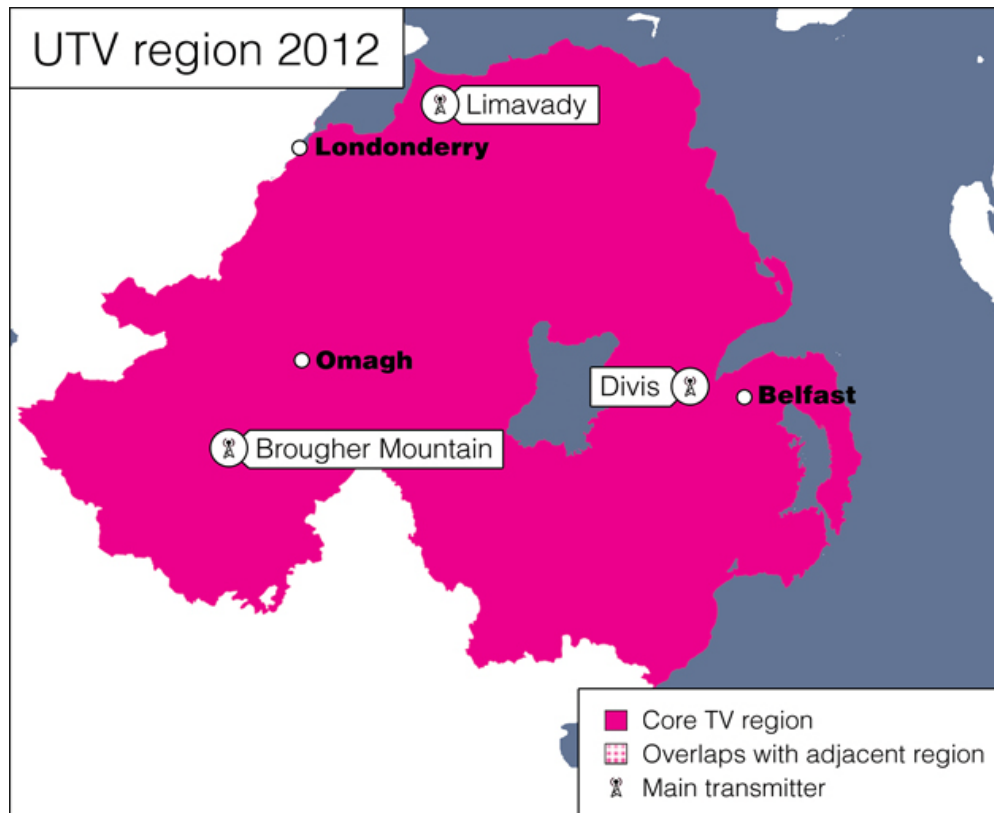 UTV region 2012
Limavady
Londonderry
Omagh
Divis
Belfast
Brougher Mountain
Core TV region
Overlaps with adjacent region
Main transmitter